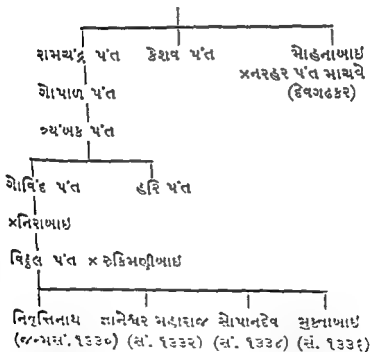 રામચંદ્ર પંત કેશવ પંત મોહનાબાઇ
×નરહર પંત માચવે
(દેવગઢકર)
ગોપાળ પંત
ત્ર્યંબક પંત
ગોવિંદ પંત હરિ પંત
×નિરાબાઇ
વિઠ્ઠલ પંત × રુકિમણીબાઇ
નિવૃત્તિનાથ જ્ઞાનેશ્વર મહારાજ સોપાનદેવ મુક્તાબાઇ
(જન્મસં.૧૩૩૦) (સં. ૧૩૩૨) (સં. ૧૩૩૪) (સં. ૧૩૩૬)